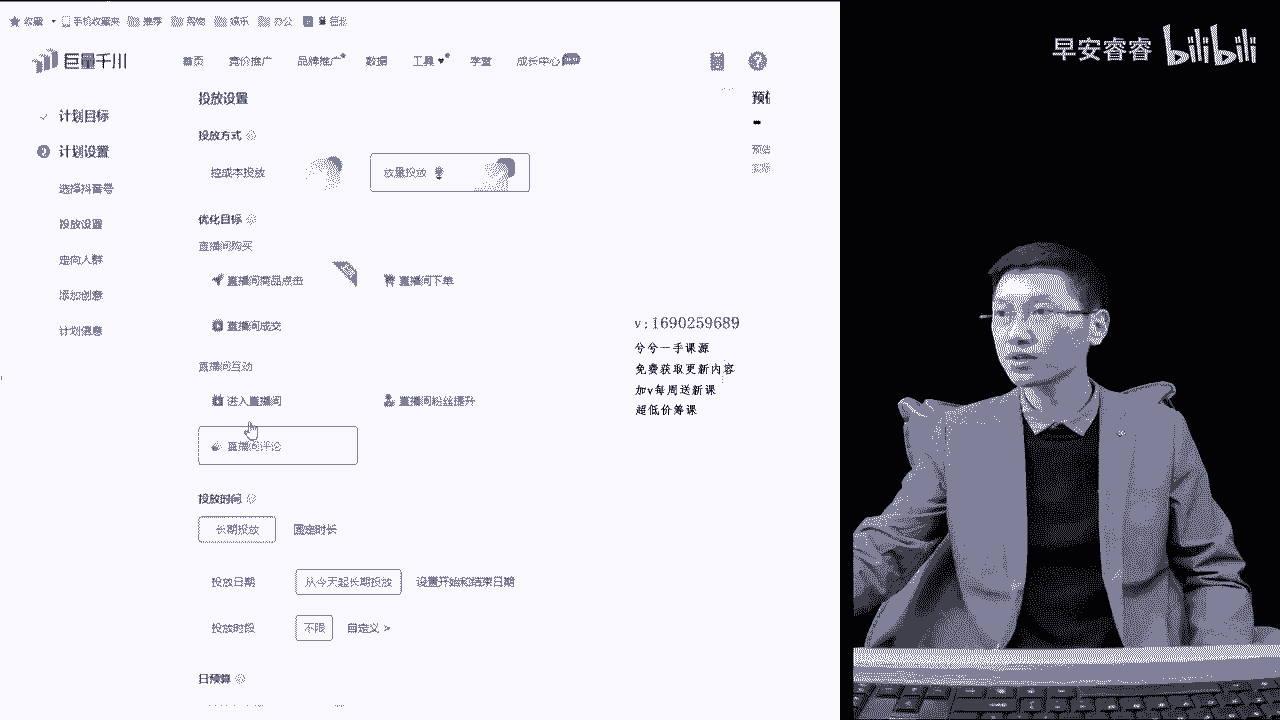 收藏 手机收藏夹 推荐 购物 娱乐 办公
巨量千川 首页 竞价推广 品牌推广 数据 工具 学堂 成长中心
早安睿睿 bilibili
计划目标
计划设置
选择抖音号
投放设置
定向人群
添加创意
计划信息
投放设置
投放方式
控成本投放 放量投放
优化目标
直播间购买
直播间商品点击 直播间下单
直播间成交
直播间互动
进入直播间 直播间粉丝提升
直播间评论
投放时间
长期投放 固定时长
投放日期 从今天起长期投放 设置开始和结束日期
投放时段 不限 自定义 >
日预算
预估
v:1690259689
兮兮一手课源
免费获取更新内容
加v每周送新课
超低价筹课